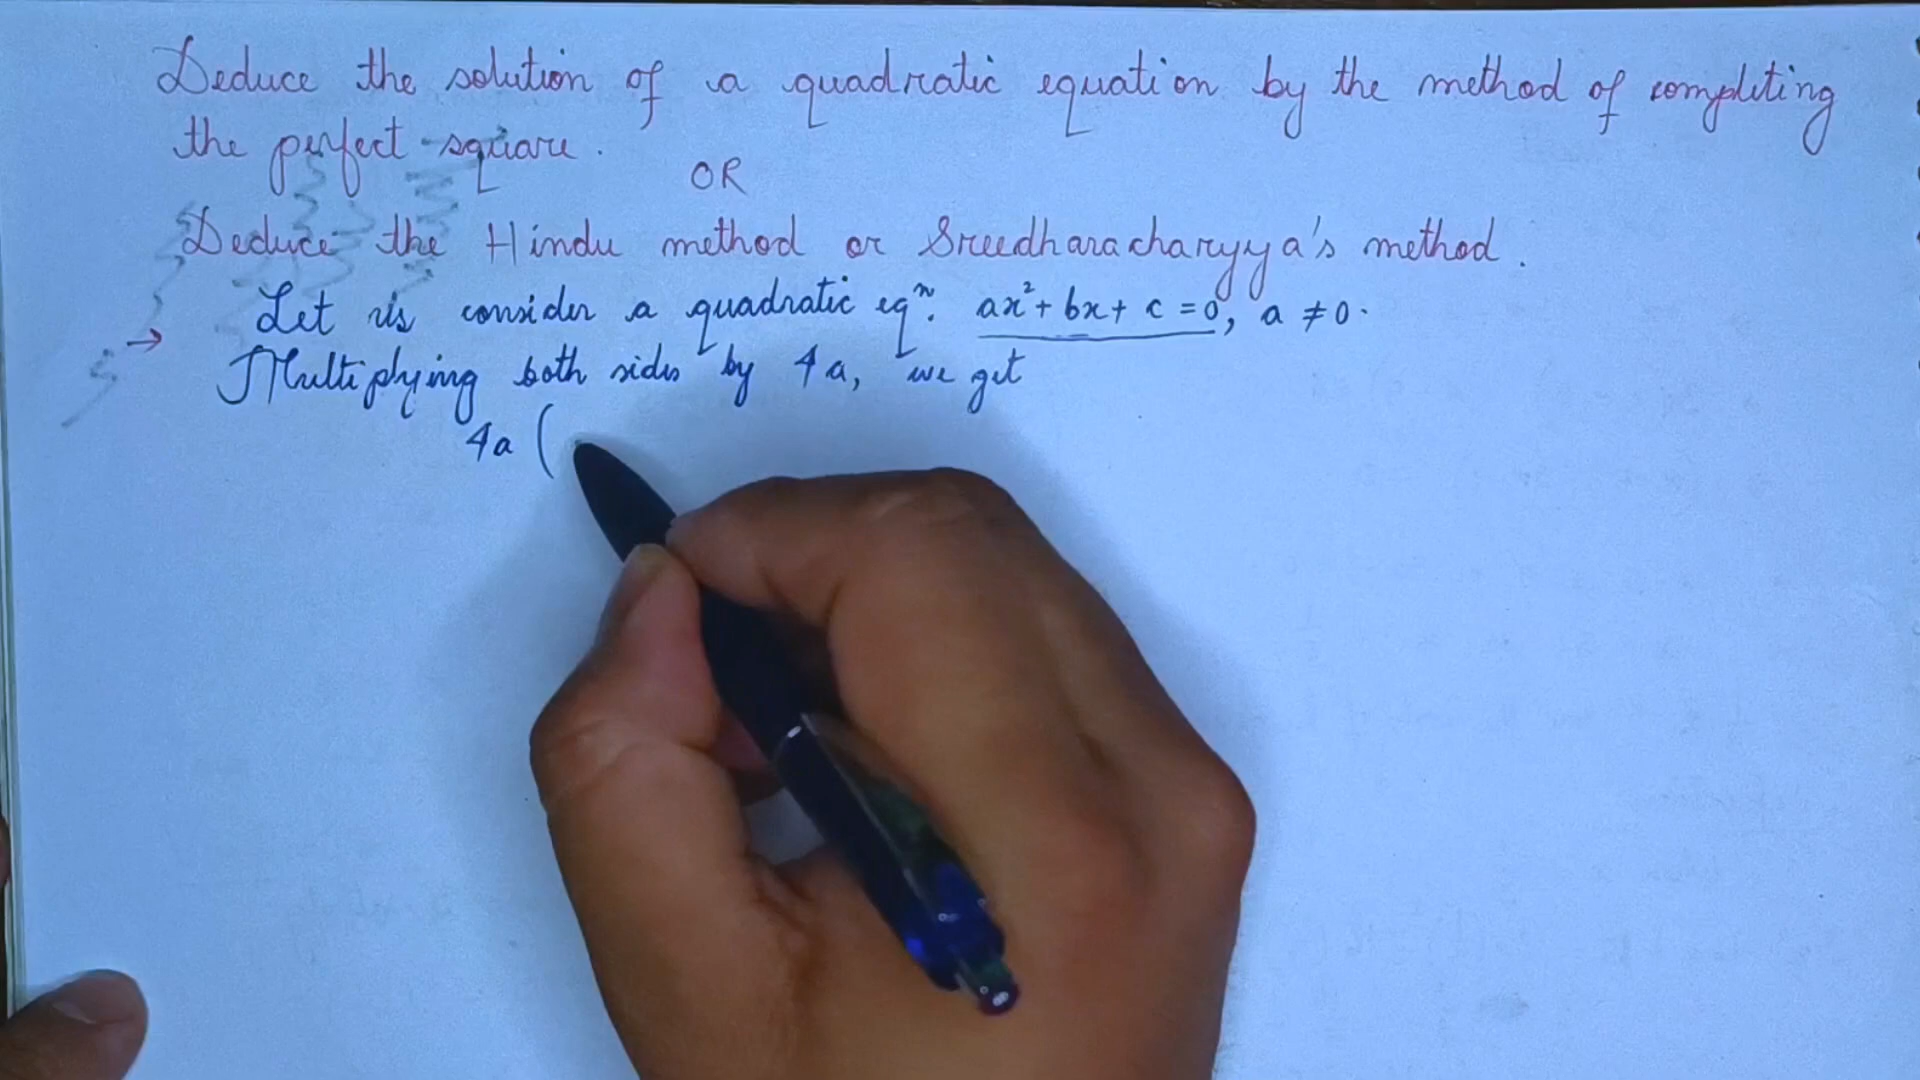 Deduce the solution of a quadratic equation by the method of completing
the perfect square.
OR
Deduce the Hindu method or Sreedharacharyya's method.
→ Let us consider a quadratic eqⁿ. ax²+bx+c=0, a ≠0.
Multiplying both sides by 4a, we get
4a (